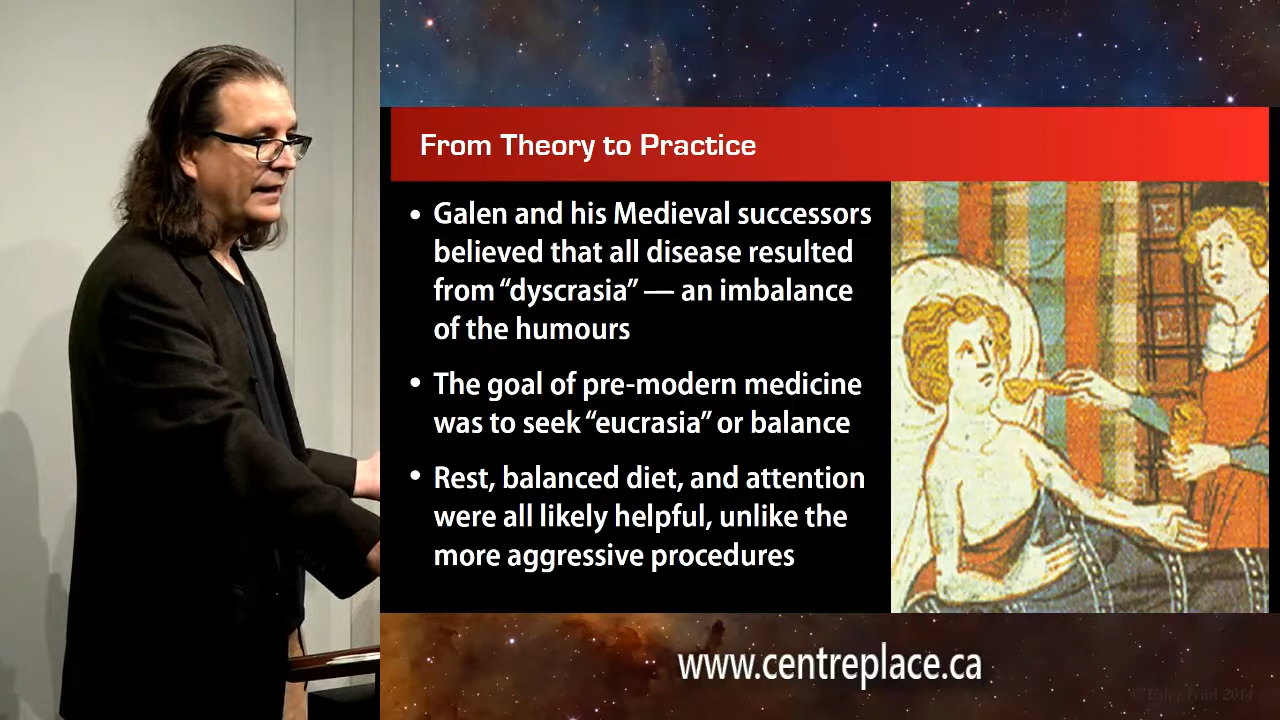 From Theory to Practice
• Galen and his Medieval successors
believed that all disease resulted
from “dyscrasia” — an imbalance
of the humours
• The goal of pre-modern medicine
was to seek “eucrasia” or balance
• Rest, balanced diet, and attention
were all likely helpful, unlike the
more aggressive procedures
www.centreplace.ca